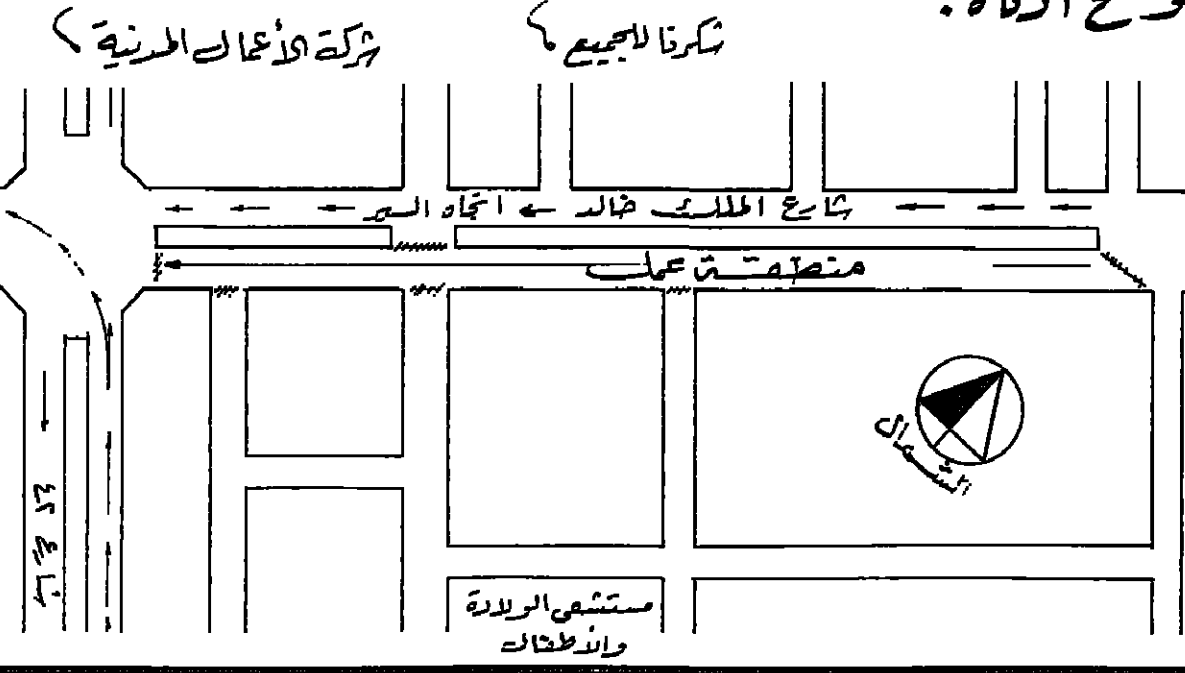 شكرنا للجميع
شركة الأعمال المدنية
شارع الملك خالد ← اتجاه السير
منطقة عمل
الشمال
مستشفى الولادة
والأطفال